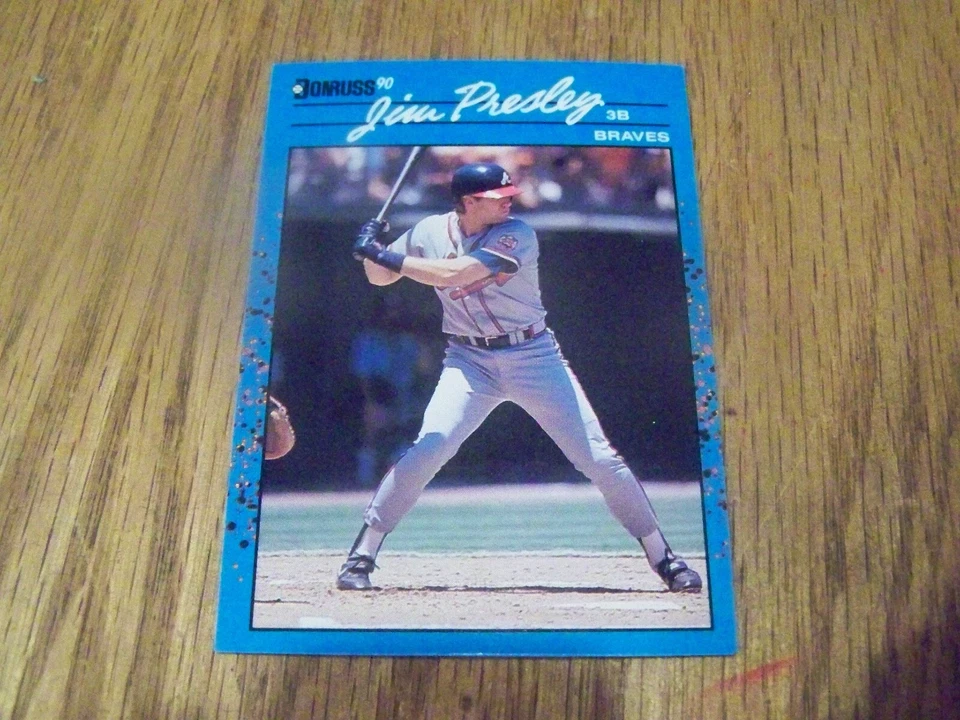 DONRUSS 90
Jim Presley 3B
BRAVES
A